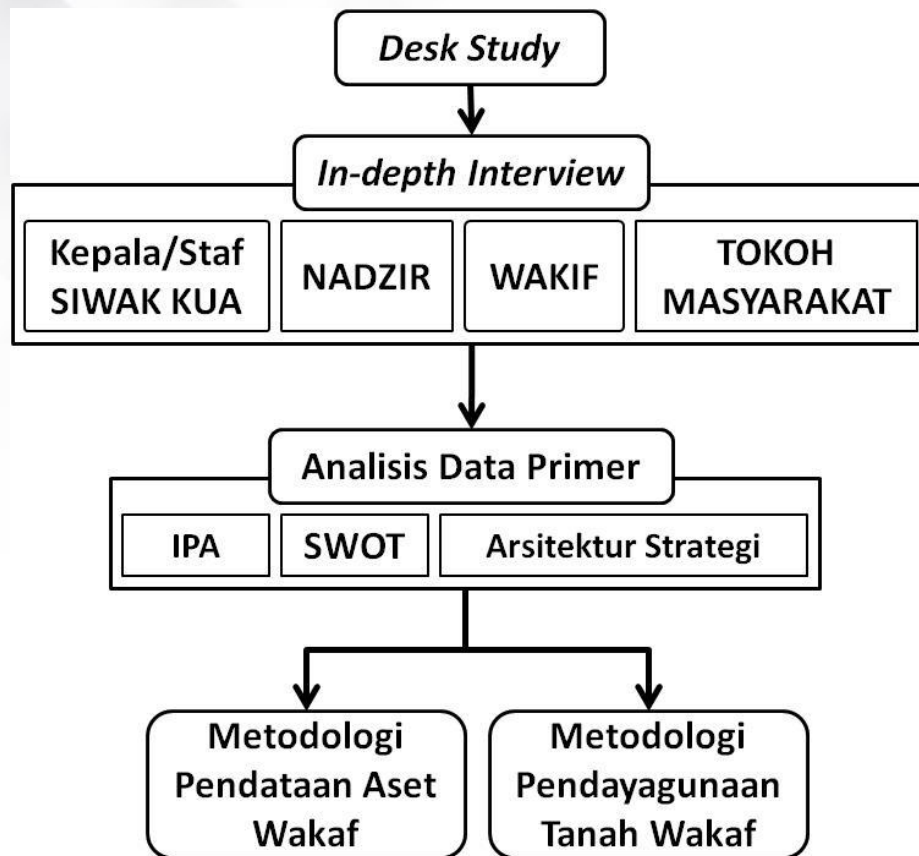 Desk Study
In-depth Interview
Kepala/Staf
SIWAK KUA
NADZIR
WAKIF
TOKOH
MASYARAKAT
Analisis Data Primer
IPA
SWOT
Arsitektur Strategi
Metodologi
Pendataan Aset
Wakaf
Metodologi
Pendayagunaan
Tanah Wakaf